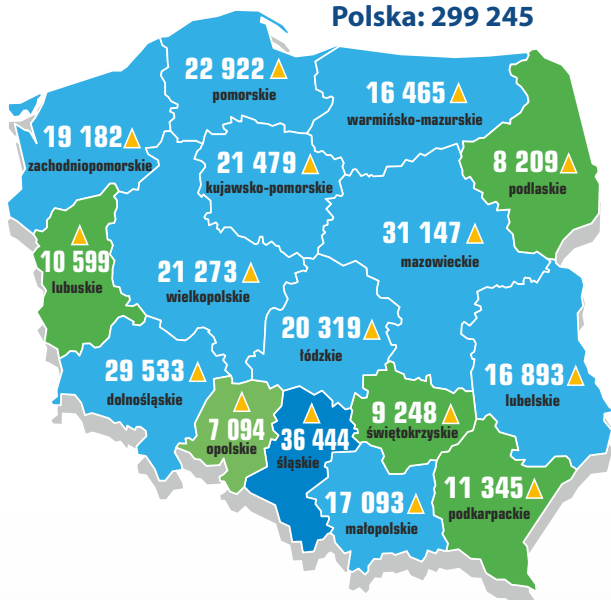 Polska: 299 245
22 922
pomorskie
16 465
warmińsko-mazurskie
19 182
zachodniopomorskie
21 479
kujawsko-pomorskie
8 209
podlaskie
10 599
lubuskie
21 273
wielkopolskie
31 147
mazowieckie
20 319
łódzkie
29 533
dolnośląskie
16 893
lubelskie
7 094
opolskie
36 444
śląskie
9 248
świętokrzyskie
17 093
małopolskie
11 345
podkarpackie